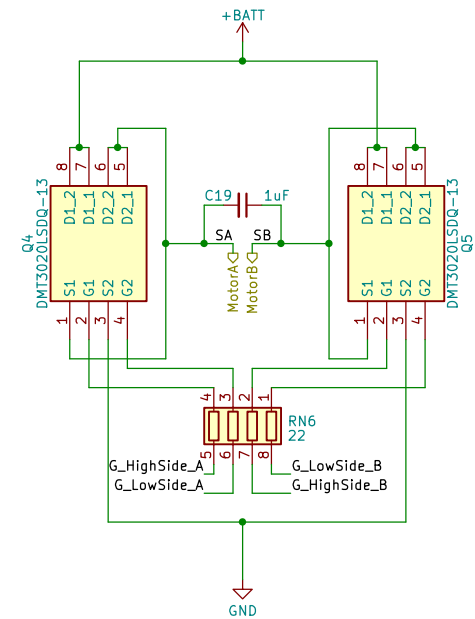 +BATT
8 7 6 5
8 7 6 5
D1_2 D1_1 D2_2 D2_1
D1_2 D1_1 D2_2 D2_1
C19 1uF
Q4
DMT3020LSDQ-13
SA SB
DMT3020LSDQ-13
Q5
MotorA MotorB
S1 G1 S2 G2
S1 G1 S2 G2
1 2 3 4
1 2 3 4
4 3 2 1
RN6
22
5 6 7 8
G_HighSide_A G_LowSide_B
G_LowSide_A G_HighSide_B
GND